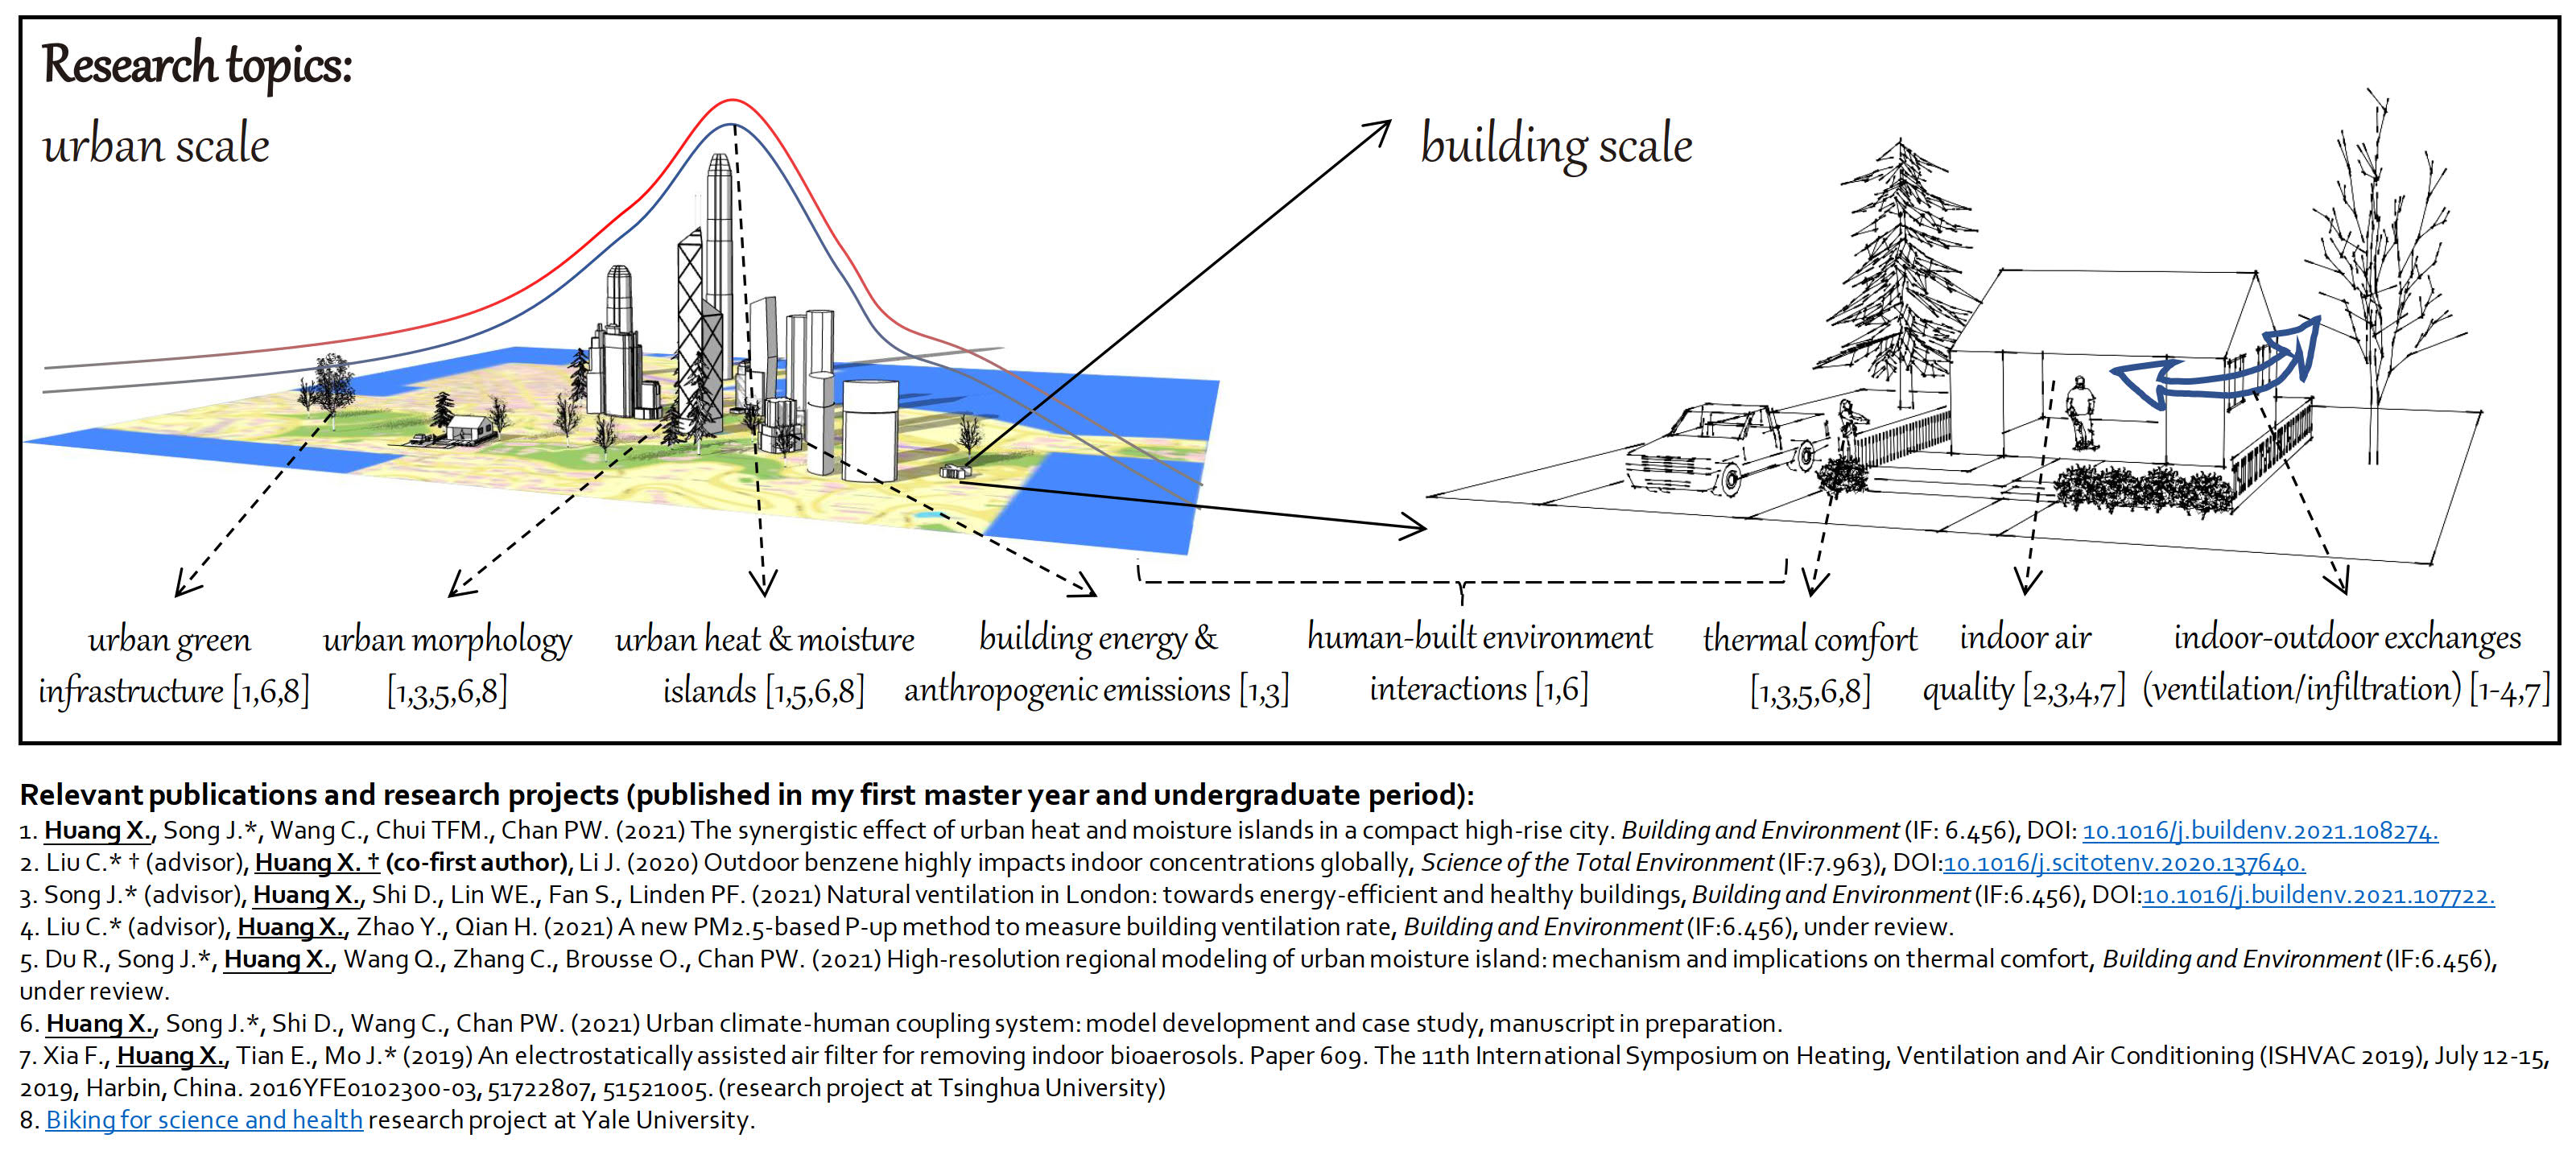 Research topics:
urban scale
building scale
urban green
infrastructure [1,6,8]
urban morphology
[1,3,5,6,8]
urban heat & moisture
islands [1,5,6,8]
building energy &
anthropogenic emissions [1,3]
human-built environment
interactions [1,6]
thermal comfort
[1,3,5,6,8]
indoor air
quality [2,3,4,7]
indoor-outdoor exchanges
(ventilation/infiltration) [1-4,7]
Relevant publications and research projects (published in my first master year and undergraduate period):
1. Huang X., Song J.*, Wang C., Chui TFM., Chan PW. (2021) The synergistic effect of urban heat and moisture islands in a compact high-rise city. Building and Environment (IF: 6.456), DOI: 10.1016/j.buildenv.2021.108274.
2. Liu C.* † (advisor), Huang X. † (co-first author), Li J. (2020) Outdoor benzene highly impacts indoor concentrations globally, Science of the Total Environment (IF:7.963), DOI:10.1016/j.scitotenv.2020.137640.
3. Song J.* (advisor), Huang X., Shi D., Lin WE., Fan S., Linden PF. (2021) Natural ventilation in London: towards energy-efficient and healthy buildings, Building and Environment (IF:6.456), DOI:10.1016/j.buildenv.2021.107722.
4. Liu C.* (advisor), Huang X., Zhao Y., Qian H. (2021) A new PM2.5-based P-up method to measure building ventilation rate, Building and Environment (IF:6.456), under review.
5. Du R., Song J.*, Huang X., Wang Q., Zhang C., Brousse O., Chan PW. (2021) High-resolution regional modeling of urban moisture island: mechanism and implications on thermal comfort, Building and Environment (IF:6.456),
under review.
6. Huang X., Song J.*, Shi D., Wang C., Chan PW. (2021) Urban climate-human coupling system: model development and case study, manuscript in preparation.
7. Xia F., Huang X., Tian E., Mo J.* (2019) An electrostatically assisted air filter for removing indoor bioaerosols. Paper 609. The 11th International Symposium on Heating, Ventilation and Air Conditioning (ISHVAC 2019), July 12-15,
2019, Harbin, China. 2016YFE0102300-03, 51722807, 51521005. (research project at Tsinghua University)
8. Biking for science and health research project at Yale University.